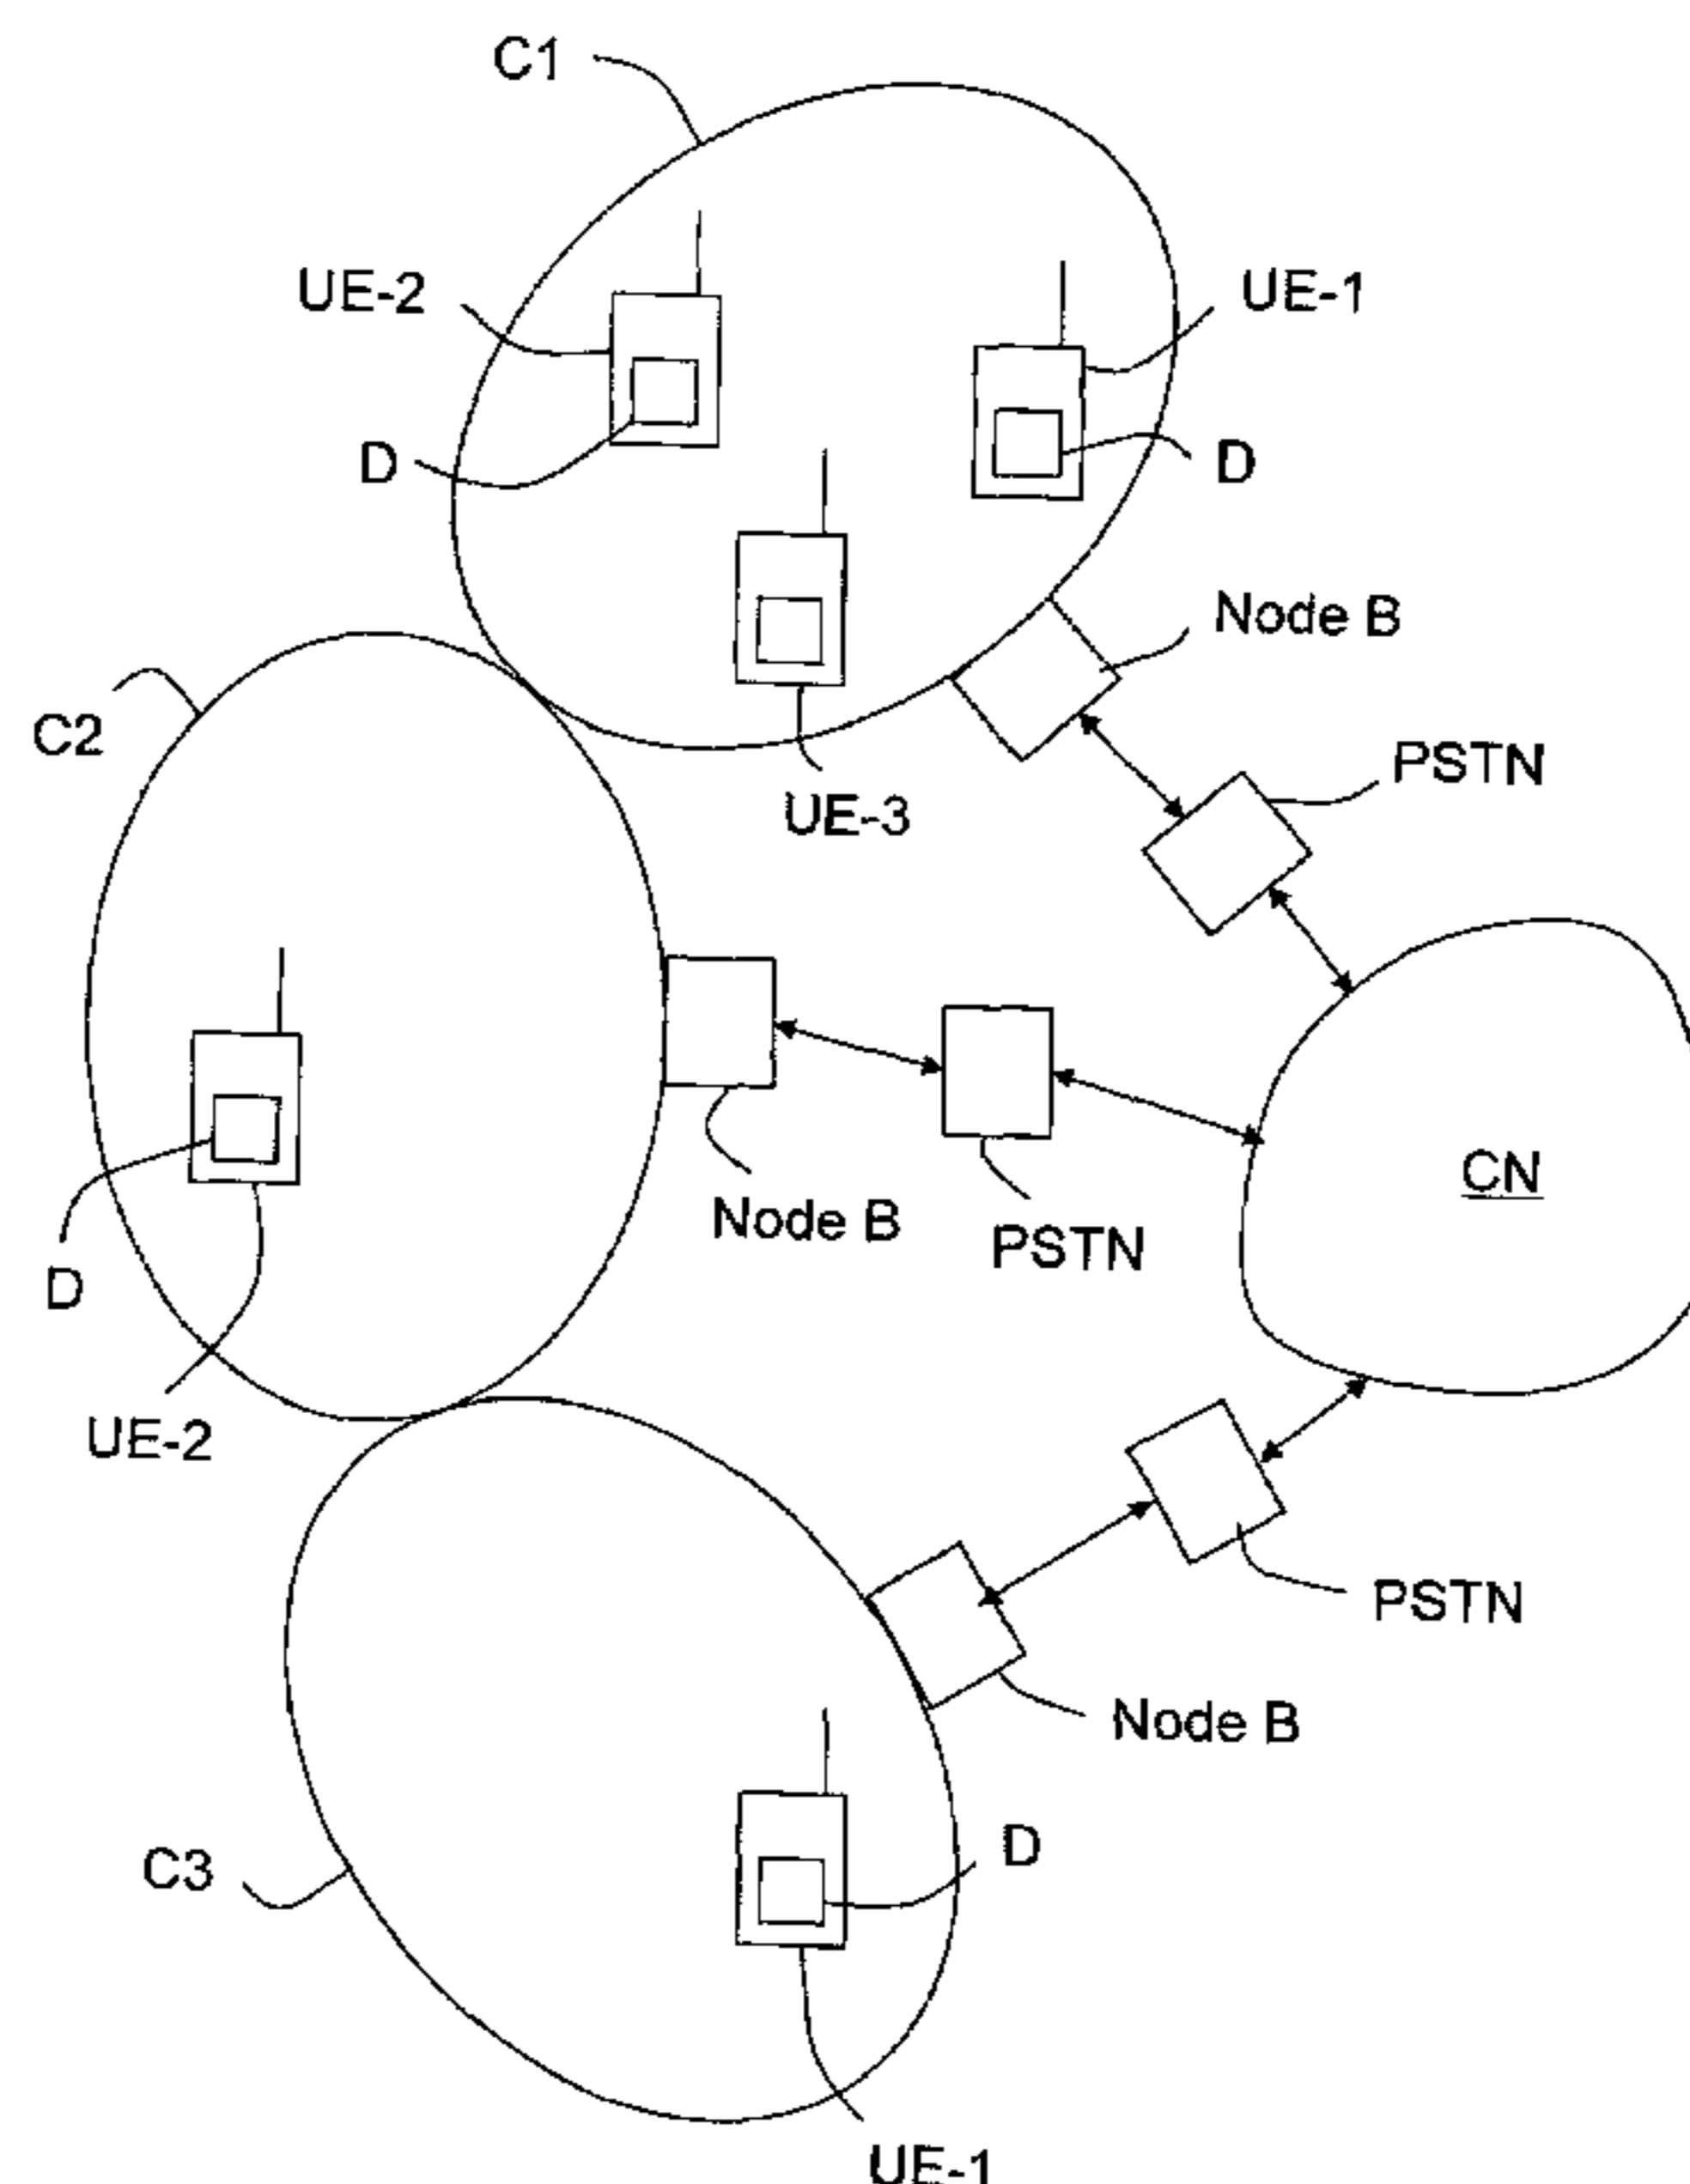 C1
UE-2
UE-1
D
D
Node B
C2
PSTN
UE-3
CN
Node B
PSTN
D
UE-2
PSTN
Node B
D
C3
UE-1